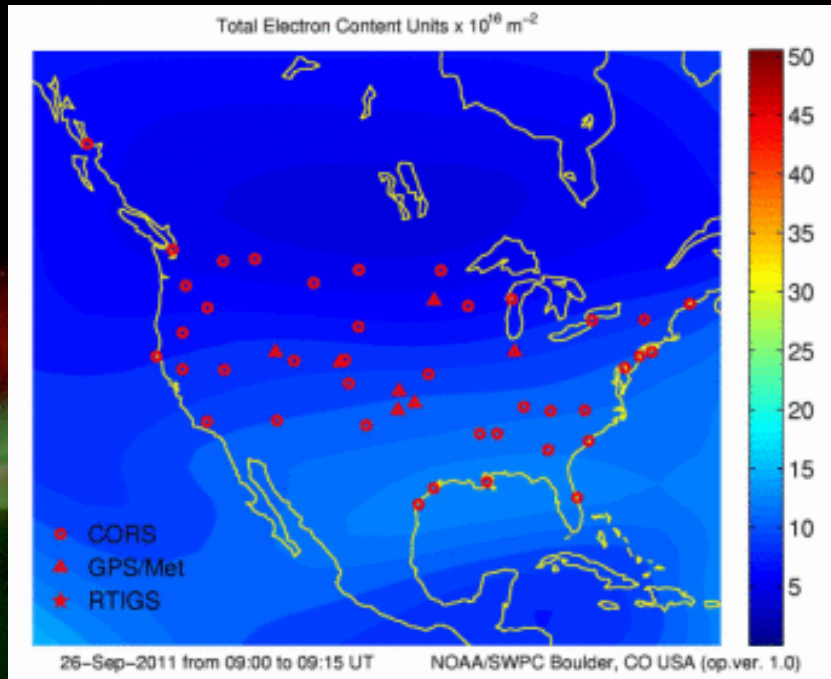 Total Electron Content Units x 10^16 m^-2
50
45
40
35
30
25
20
15
10
5
CORS
GPS/Met
RTIGS
26-Sep-2011 from 09:00 to 09:15 UT NOAA/SWPC Boulder, CO USA (op.ver. 1.0)